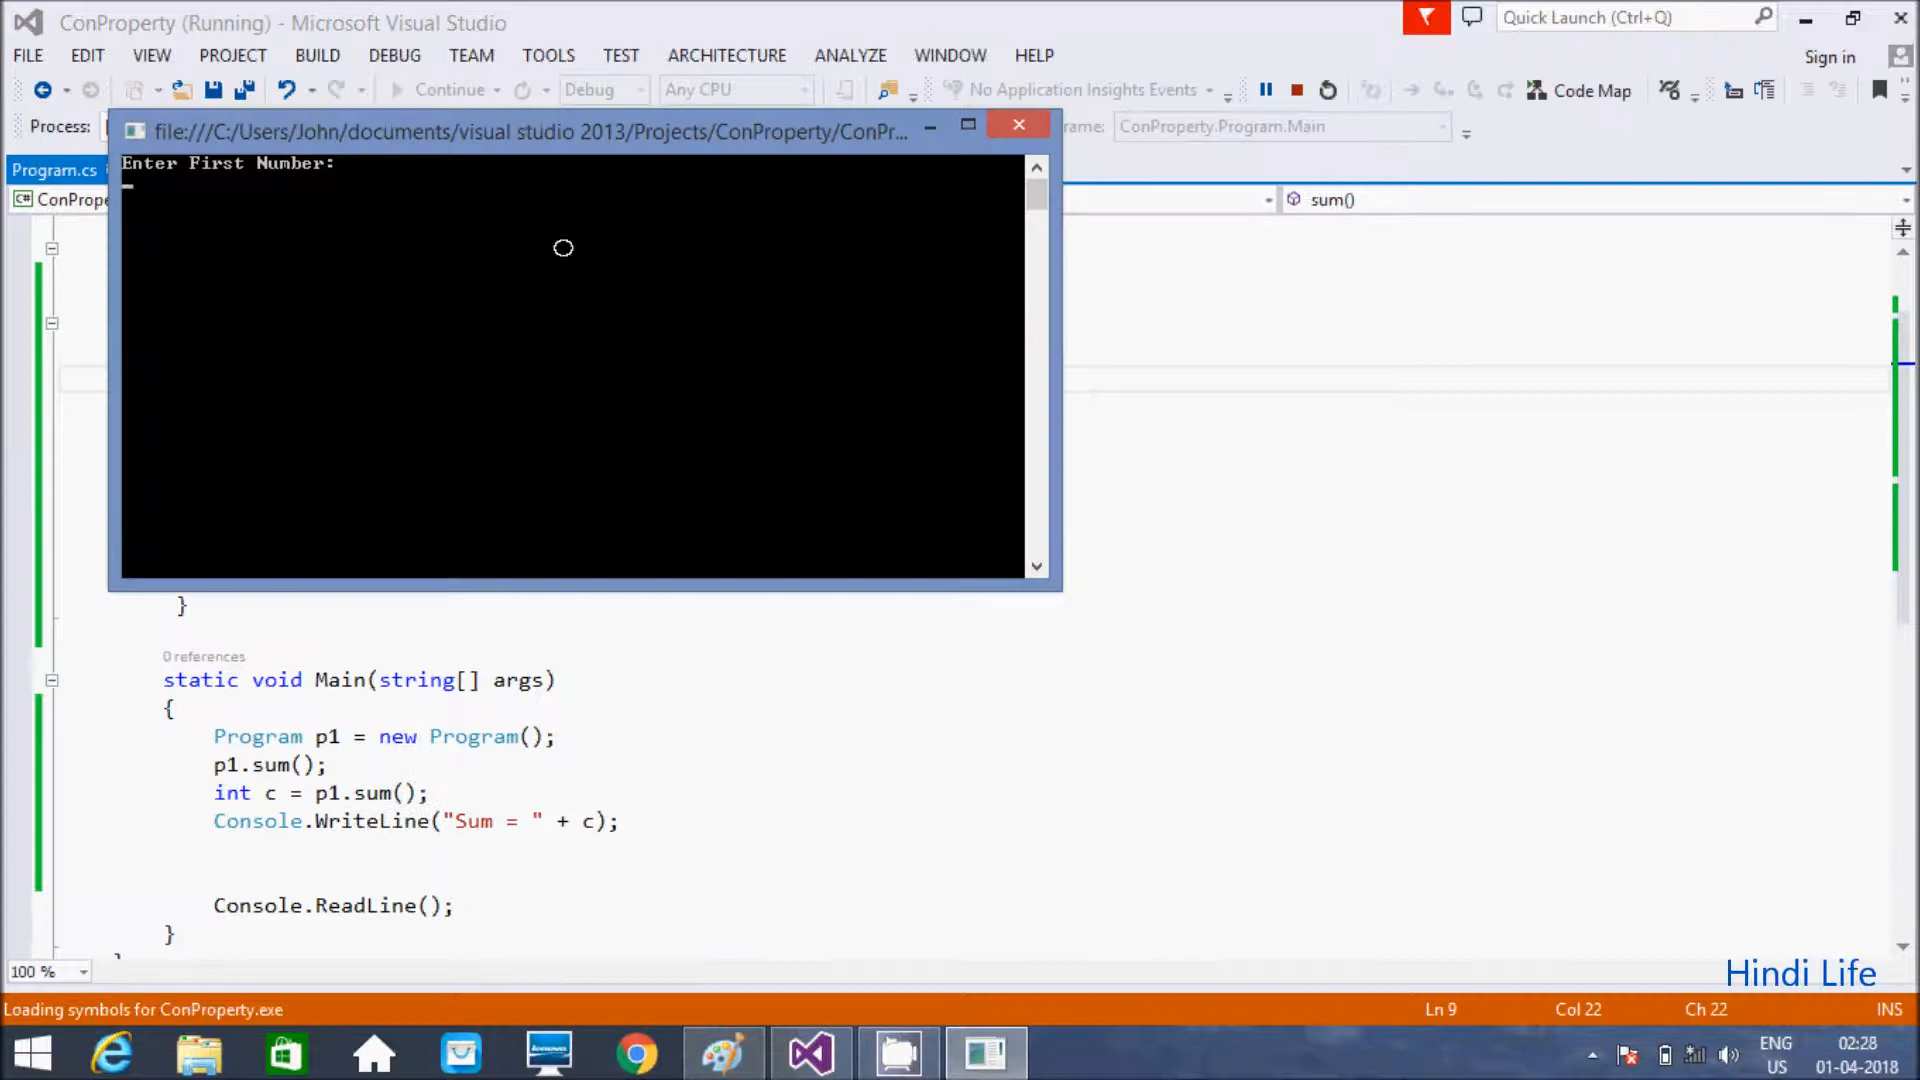 ConProperty (Running) - Microsoft Visual Studio
Quick Launch (Ctrl+Q)
FILE EDIT VIEW PROJECT BUILD DEBUG TEAM TOOLS TEST ARCHITECTURE ANALYZE WINDOW HELP
Sign in
Continue Debug Any CPU No Application Insights Events Code Map
Process:
ConProperty.Program.Main
file:///C:/Users/John/documents/visual studio 2013/Projects/ConProperty/ConPr...
Program.cs
sum()
Enter First Number:
}
0 references
static void Main(string[] args)
{
Program p1 = new Program();
p1.sum();
int c = p1.sum();
Console.WriteLine("Sum = " + c);
Console.ReadLine();
}
100 %
Hindi Life
Loading symbols for ConProperty.exe
Ln 9 Col 22 Ch 22 INS
ENG 02:28
US 01-04-2018